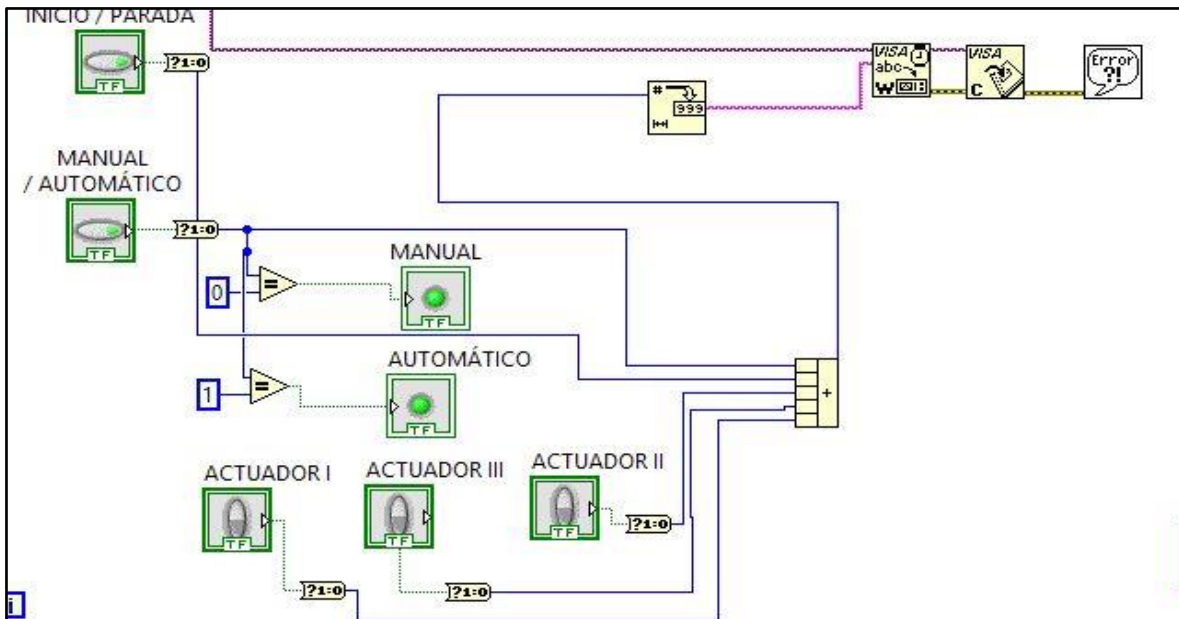 INICIO / PARADA
TF
?1:0
VISA
abc
W
VISA
C
Error
?!
#
999
MANUAL
/ AUTOMÁTICO
TF
?1:0
MANUAL
0
=
TF
AUTOMÁTICO
1
=
TF
+
ACTUADOR I
ACTUADOR III
ACTUADOR II
TF
TF
TF
?1:0
?1:0
?1:0
i